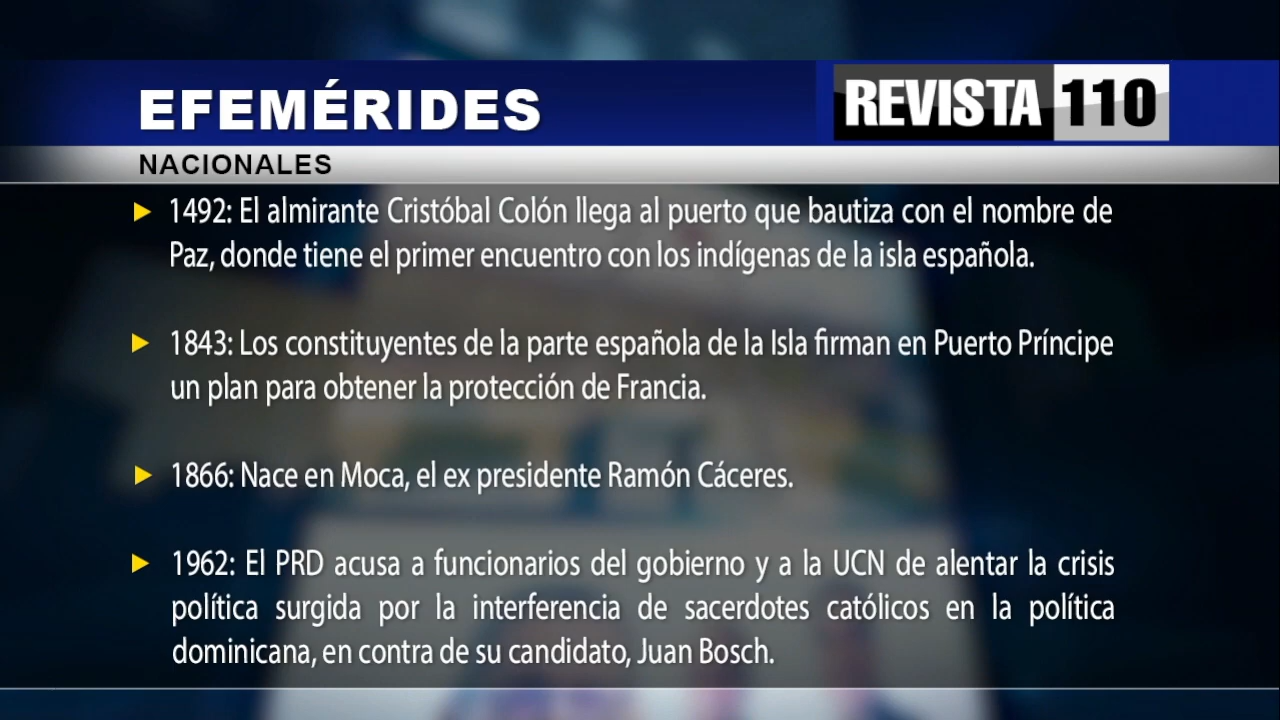 EFEMÉRIDES
REVISTA 110
NACIONALES
1492: El almirante Cristóbal Colón llega al puerto que bautiza con el nombre de
Paz, donde tiene el primer encuentro con los indígenas de la isla española.
1843: Los constituyentes de la parte española de la Isla firman en Puerto Príncipe
un plan para obtener la protección de Francia.
1866: Nace en Moca, el ex presidente Ramón Cáceres.
1962: El PRD acusa a funcionarios del gobierno y a la UCN de alentar la crisis
política surgida por la interferencia de sacerdotes católicos en la política
dominicana, en contra de su candidato, Juan Bosch.